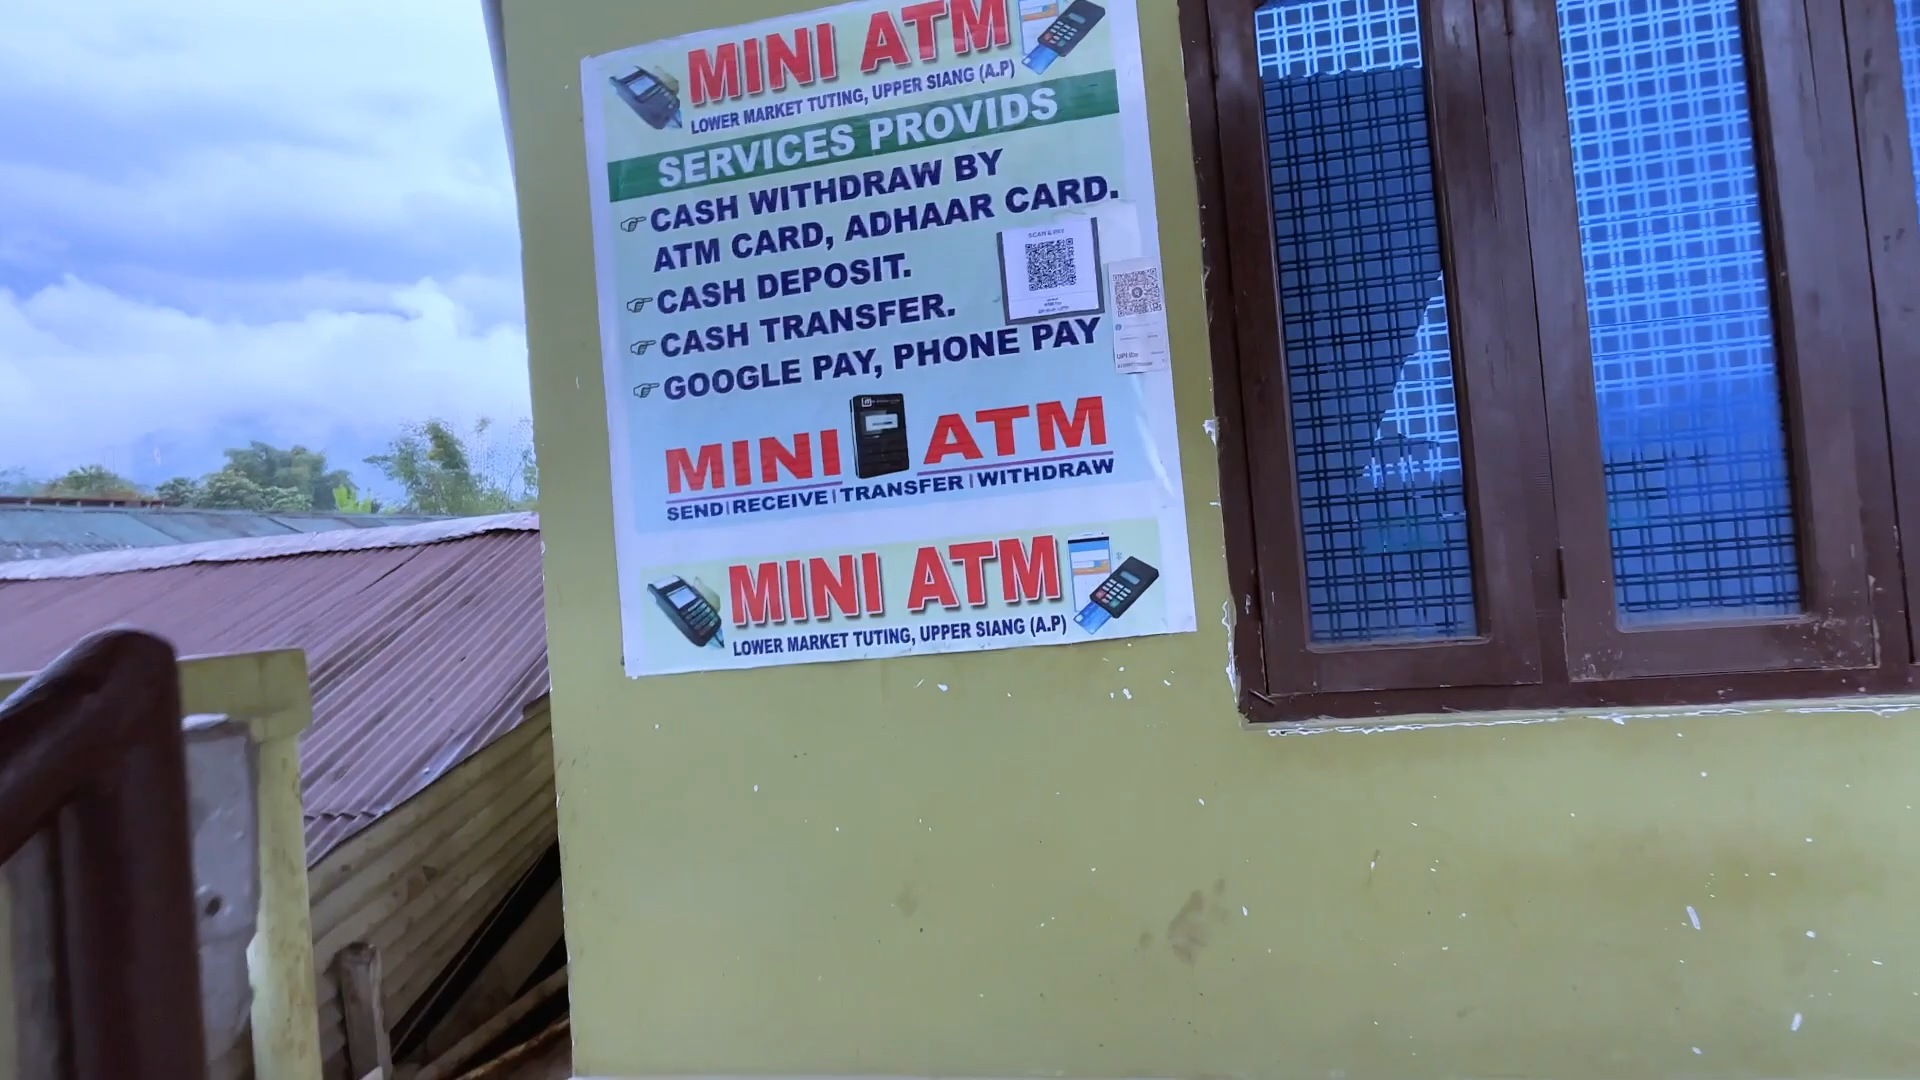 MINI ATM
LOWER MARKET TUTING, UPPER SIANG (A.P)
SERVICES PROVIDS
CASH WITHDRAW BY
ATM CARD, ADHAAR CARD.
CASH DEPOSIT.
CASH TRANSFER.
GOOGLE PAY, PHONE PAY
SCAN & PAY
MINI ATM
SEND|RECEIVE|TRANSFER|WITHDRAW
MINI ATM
LOWER MARKET TUTING, UPPER SIANG (A.P)